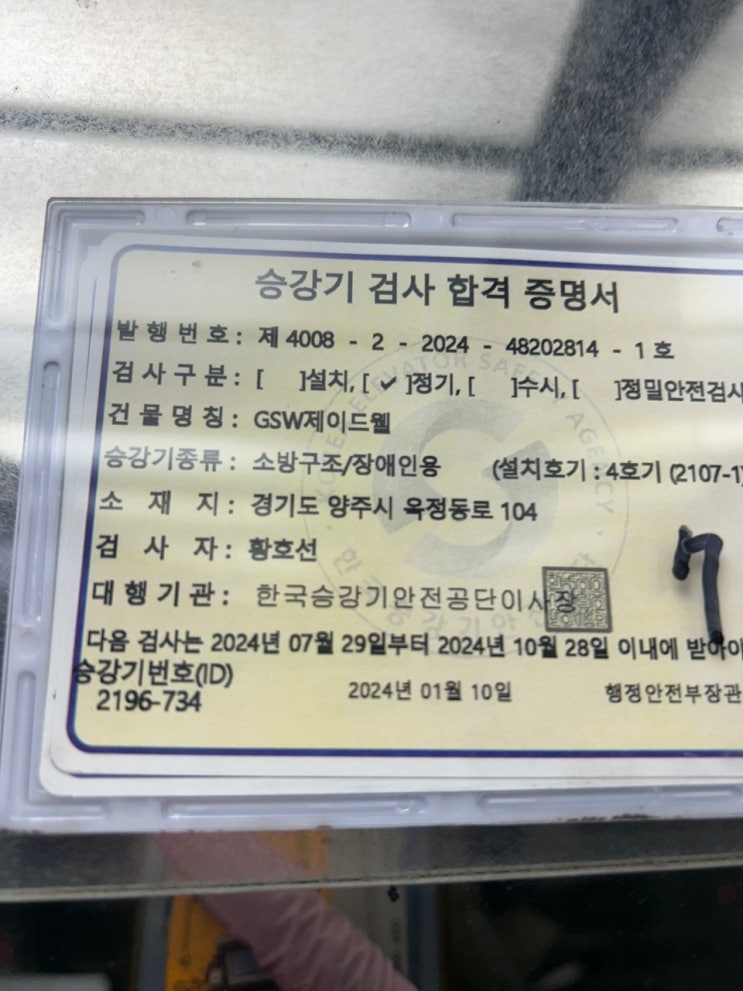 승강기 검사 합격 증명서
발행번호: 제 4008 - 2 - 2024 - 48202814 - 1 호
검사구분: [ ]설치, [ ✔ ]정기, [ ]수시, [ ]정밀안전검사
건물명칭: GSW제이드웰
승강기종류: 소방구조/장애인용 (설치호기 : 4호기 (2107-1)
소재지: 경기도 양주시 옥정동로 104
검사자: 황호선
대행기관: 한국승강기안전공단이사장
다음 검사는 2024년 07월 29일부터 2024년 10월 28일 이내에 받아야
승강기번호(ID)
2196-734
2024년 01월 10일 행정안전부장관
7